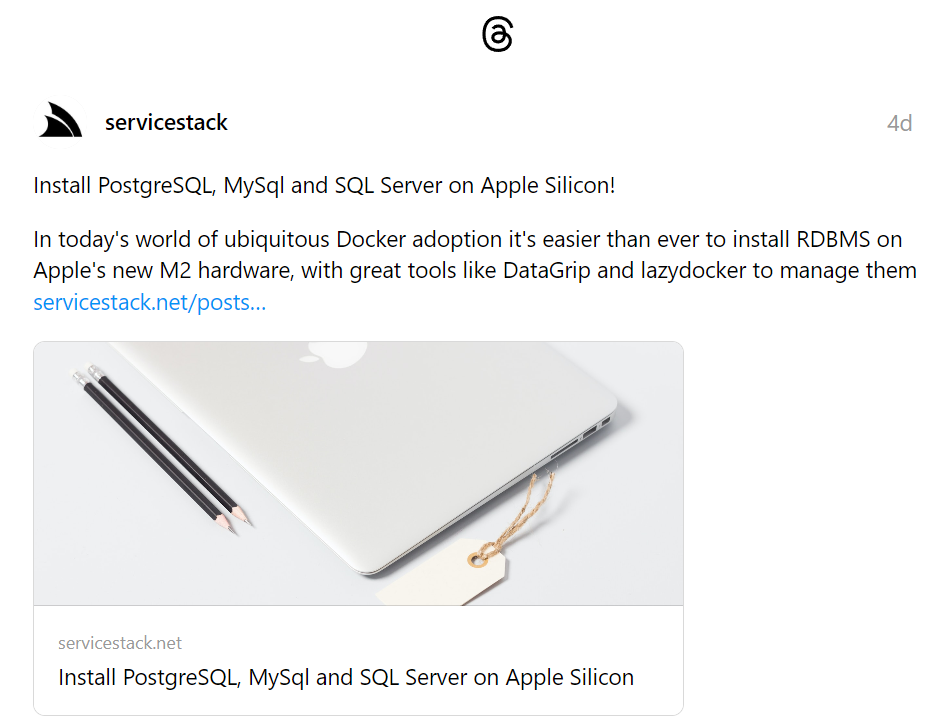 servicestack
4d
Install PostgreSQL, MySql and SQL Server on Apple Silicon!
In today's world of ubiquitous Docker adoption it's easier than ever to install RDBMS on
Apple's new M2 hardware, with great tools like DataGrip and lazydocker to manage them
servicestack.net/posts...
servicestack.net
Install PostgreSQL, MySql and SQL Server on Apple Silicon